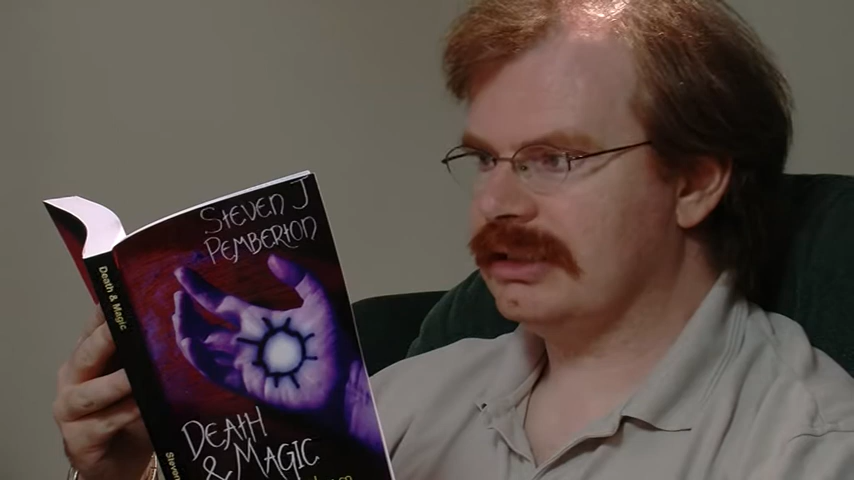 STEVEN J
PEMBERTON
Death & Magic
DEATH
& MAGIC